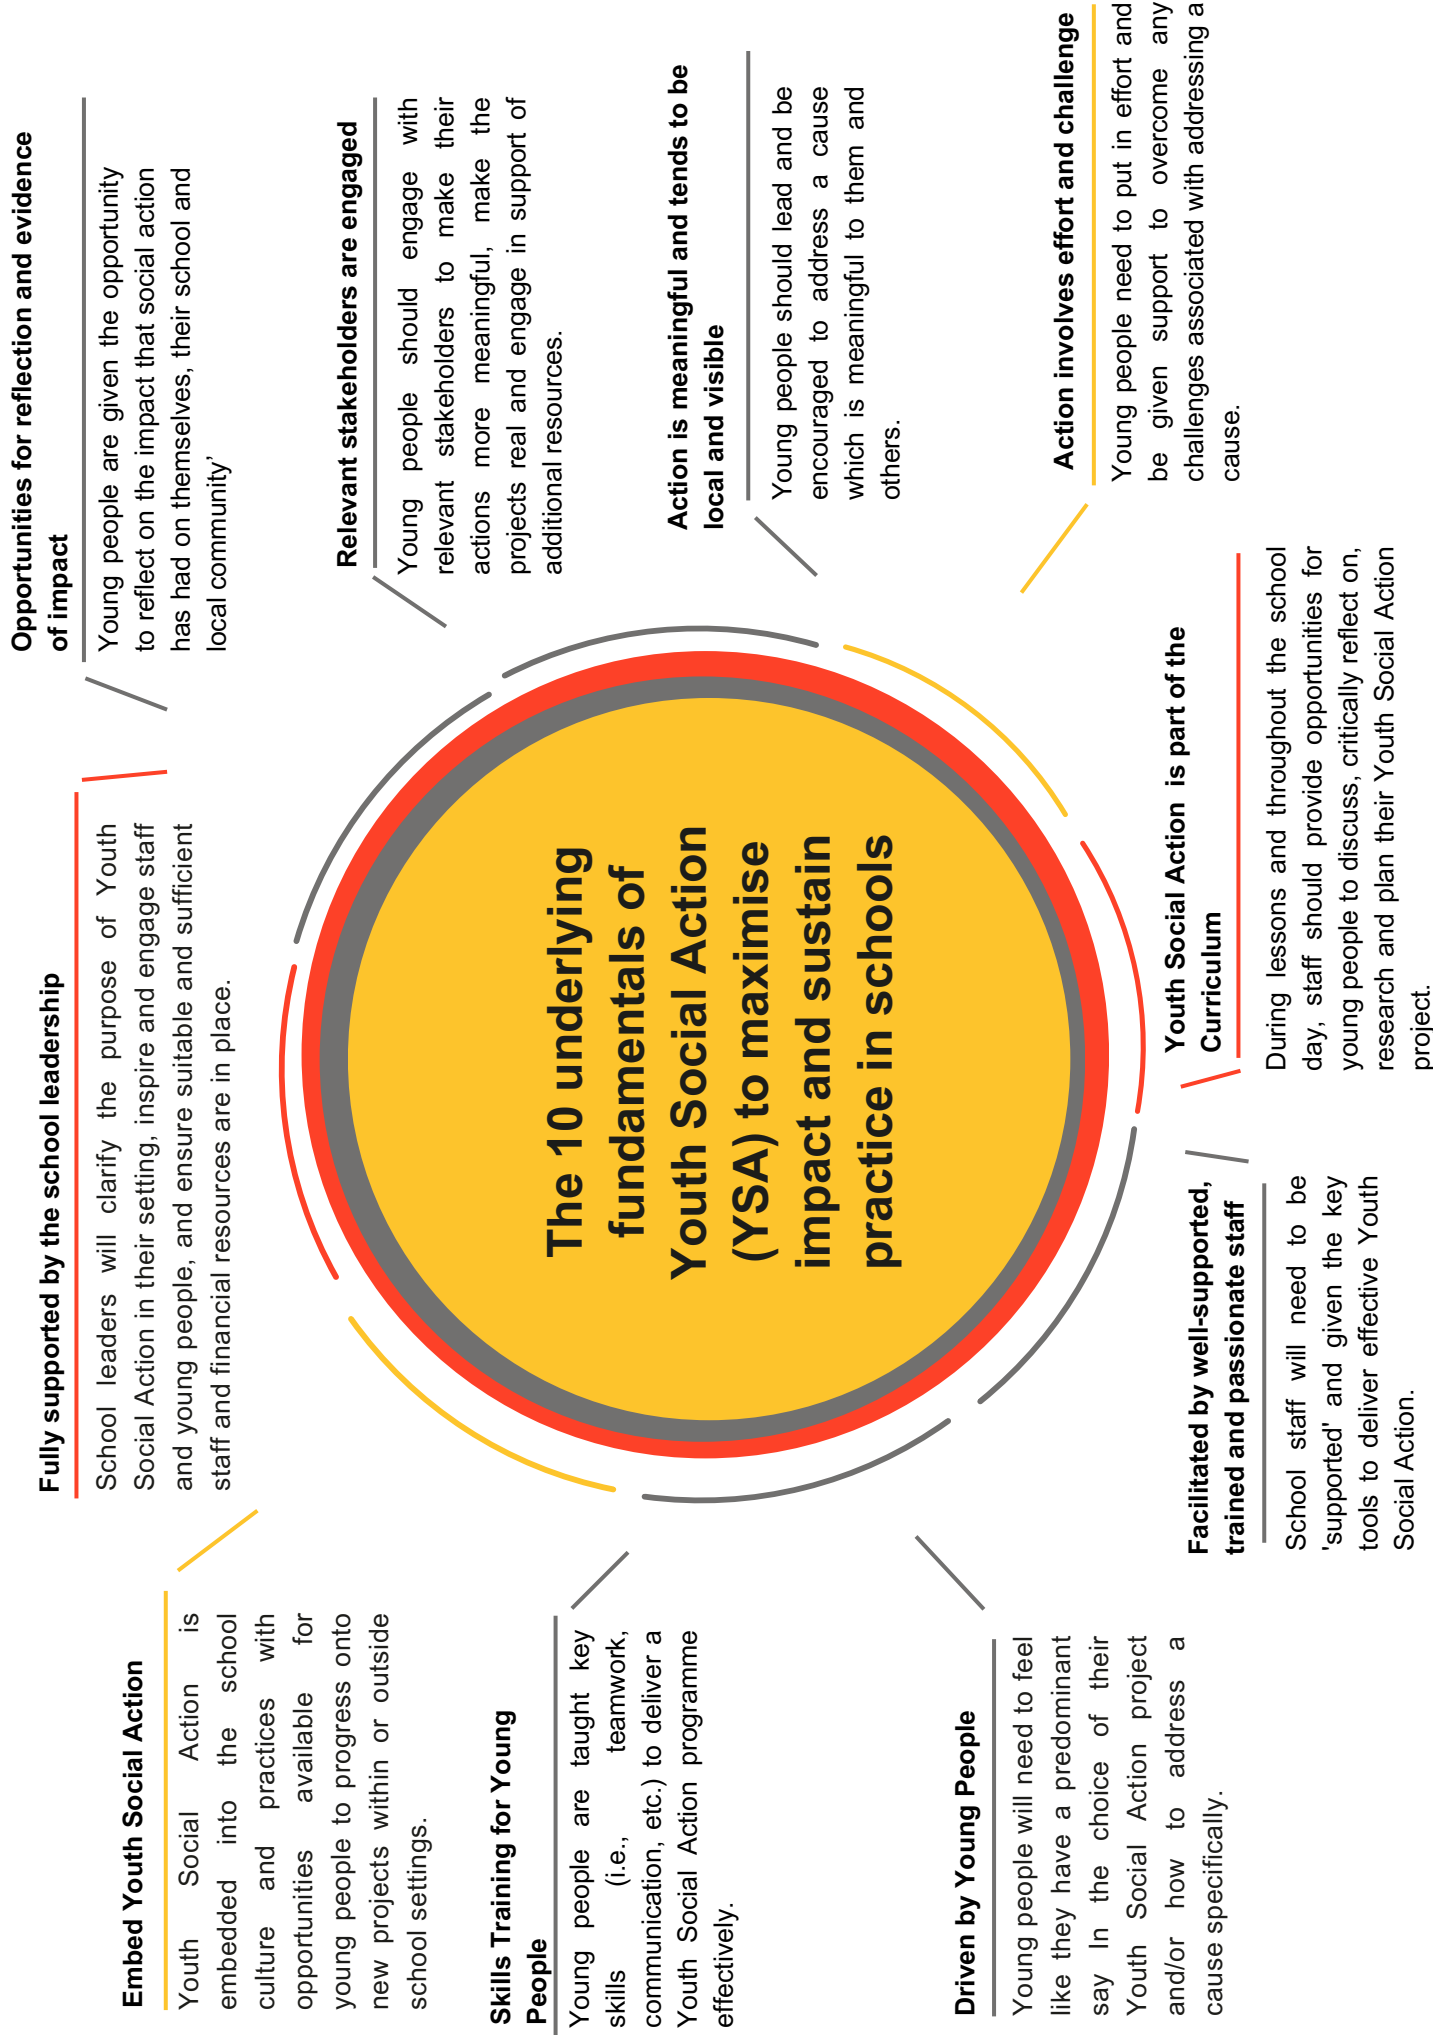 The 10 underlying
fundamentals of
Youth Social Action
(YSA) to maximise
impact and sustain
practice in schools
Fully supported by the school leadership
School leaders will clarify the purpose of Youth
Social Action in their setting, inspire and engage staff
and young people, and ensure suitable and sufficient
staff and financial resources are in place.
Opportunities for reflection and evidence
of impact
Young people are given the opportunity
to reflect on the impact that social action
has had on themselves, their school and
local community’
Relevant stakeholders are engaged
Young people should engage with
relevant stakeholders to make their
actions more meaningful, make the
projects real and engage in support of
additional resources.
Action is meaningful and tends to be
local and visible
Young people should lead and be
encouraged to address a cause
which is meaningful to them and
others.
Action involves effort and challenge
Young people need to put in effort and
be given support to overcome any
challenges associated with addressing a
cause.
Youth Social Action is part of the
Curriculum
During lessons and throughout the school
day, staff should provide opportunities for
young people to discuss, critically reflect on,
research and plan their Youth Social Action
project.
Facilitated by well-supported,
trained and passionate staff
School staff will need to be
'supported' and given the key
tools to deliver effective Youth
Social Action.
Driven by Young People
Young people will need to feel
like they have a predominant
say In the choice of their
Youth Social Action project
and/or how to address a
cause specifically.
Skills Training for Young
People
Young people are taught key
skills (i.e., teamwork,
communication, etc.) to deliver a
Youth Social Action programme
effectively.
Embed Youth Social Action
Youth Social Action is
embedded into the school
culture and practices with
opportunities available for
young people to progress onto
new projects within or outside
school settings.